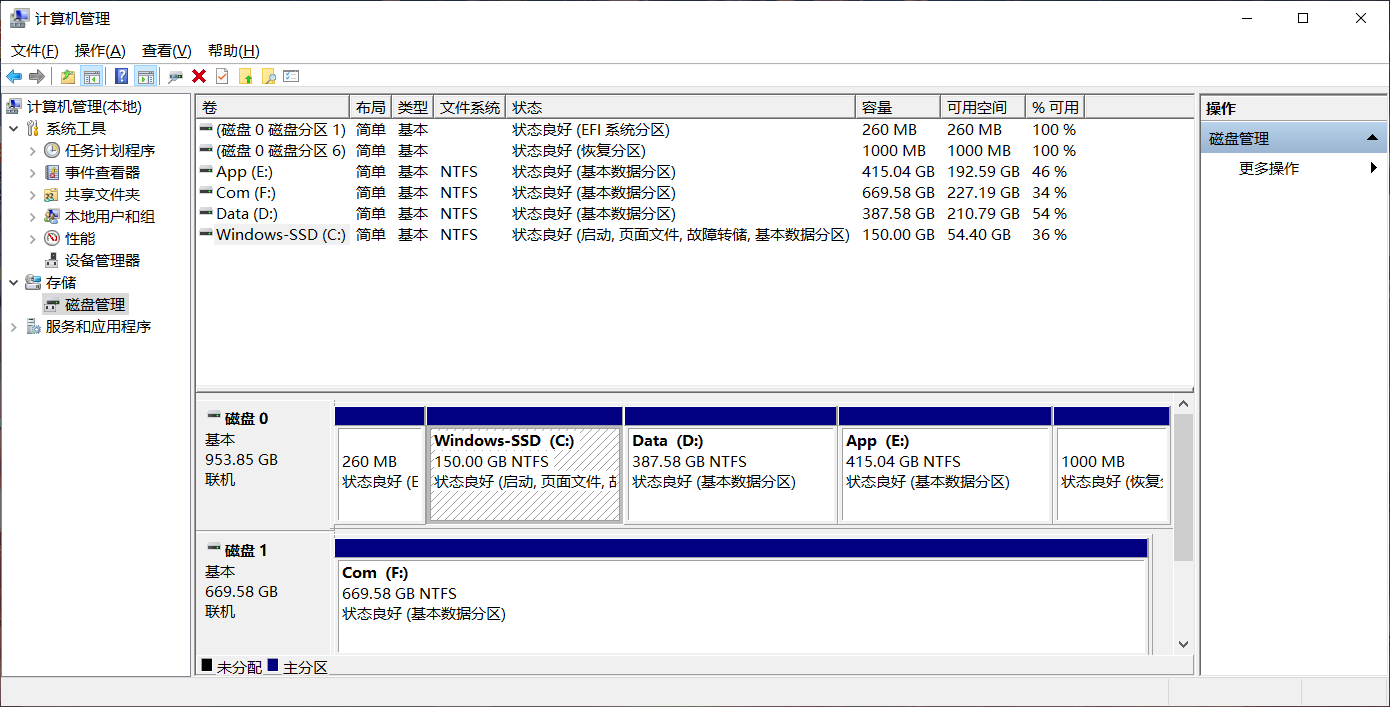 计算机管理
文件(F) 操作(A) 查看(V) 帮助(H)
计算机管理(本地)
系统工具
任务计划程序
事件查看器
共享文件夹
本地用户和组
性能
设备管理器
存储
磁盘管理
服务和应用程序
卷 布局 类型 文件系统 状态 容量 可用空间 % 可用
(磁盘 0 磁盘分区 1) 简单 基本 状态良好 (EFI 系统分区) 260 MB 260 MB 100 %
(磁盘 0 磁盘分区 6) 简单 基本 状态良好 (恢复分区) 1000 MB 1000 MB 100 %
App (E:) 简单 基本 NTFS 状态良好 (基本数据分区) 415.04 GB 192.59 GB 46 %
Com (F:) 简单 基本 NTFS 状态良好 (基本数据分区) 669.58 GB 227.19 GB 34 %
Data (D:) 简单 基本 NTFS 状态良好 (基本数据分区) 387.58 GB 210.79 GB 54 %
Windows-SSD (C:) 简单 基本 NTFS 状态良好 (启动, 页面文件, 故障转储, 基本数据分区) 150.00 GB 54.40 GB 36 %
磁盘 0
基本
953.85 GB
联机
260 MB
状态良好 (E
Windows-SSD (C:)
150.00 GB NTFS
状态良好 (启动, 页面文件, 故
Data (D:)
387.58 GB NTFS
状态良好 (基本数据分区)
App (E:)
415.04 GB NTFS
状态良好 (基本数据分区)
1000 MB
状态良好 (恢复分
磁盘 1
基本
669.58 GB
联机
Com (F:)
669.58 GB NTFS
状态良好 (基本数据分区)
未分配 主分区
操作
磁盘管理
更多操作